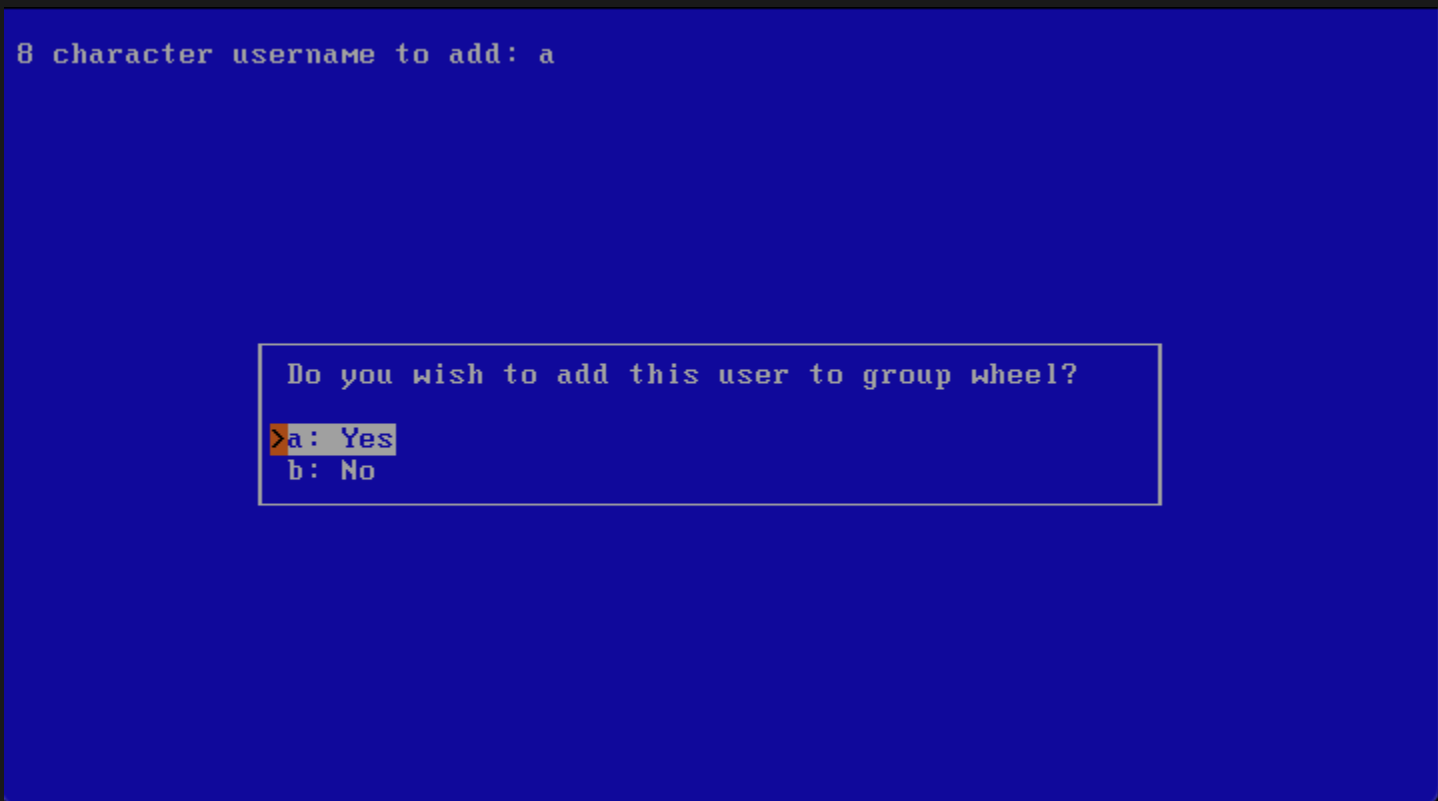 8 character username to add: a
Do you wish to add this user to group wheel?
>a: Yes
b: No